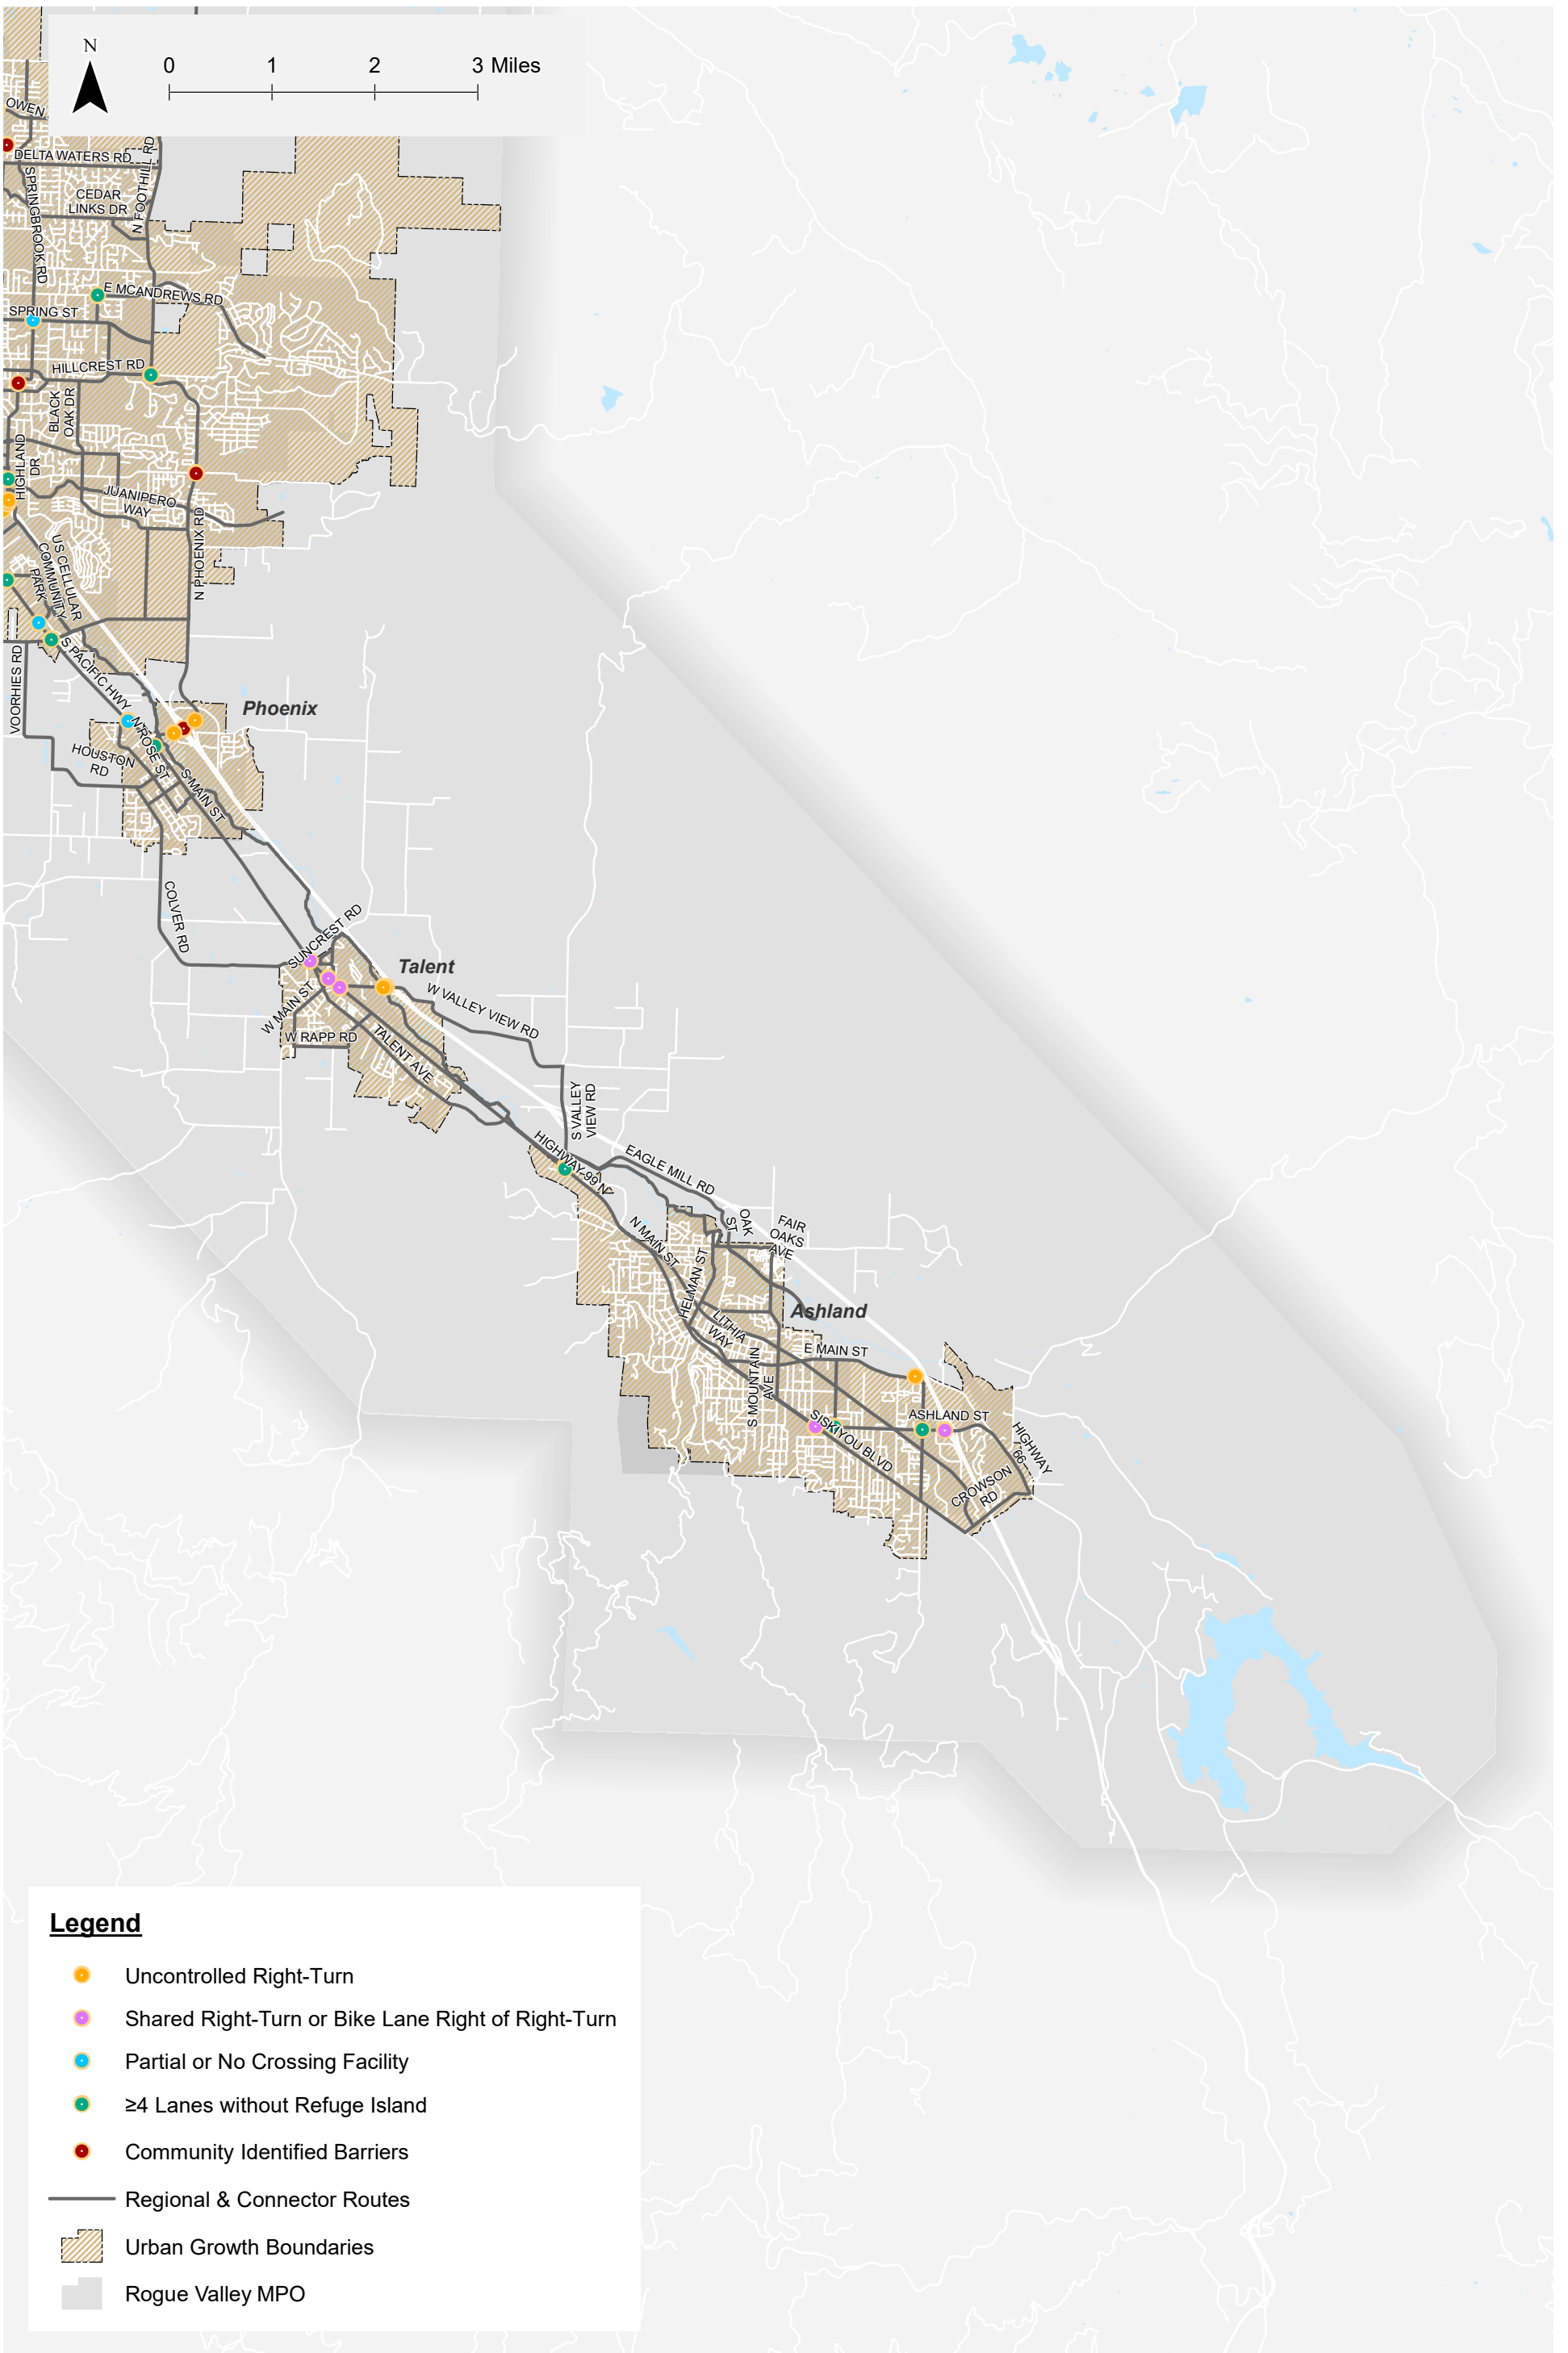 N
0 1 2 3 Miles
OWEN
DELTA WATERS RD
SPRINGBROOK RD
CEDAR
LINKS DR
N FOOTHILL RD
E MCANDREWS RD
SPRING ST
HILLCREST RD
BLACK
OAK DR
HIGHLAND
DR
JUANIPERO
WAY
N PHOENIX RD
US CELLULAR
COMMUNITY
PARK
S PACIFIC HWY
VOORHIES RD
Phoenix
N ROSE ST
HOUSTON
RD
S MAIN ST
COLVER RD
SUNCREST RD
Talent
W VALLEY VIEW RD
W MAIN ST
W RAPP RD
TALENT AVE
S VALLEY
VIEW RD
HIGHWAY 99 N
EAGLE MILL RD
OAK
ST
FAIR
OAKS
AVE
N MAIN ST
HELMAN ST
Ashland
LITHIA
WAY
E MAIN ST
S MOUNTAIN
AVE
SISKIYOU BLVD
ASHLAND ST
HIGHWAY
66
CROWSON
RD
Legend
Uncontrolled Right-Turn
Shared Right-Turn or Bike Lane Right of Right-Turn
Partial or No Crossing Facility
≥4 Lanes without Refuge Island
Community Identified Barriers
Regional & Connector Routes
Urban Growth Boundaries
Rogue Valley MPO